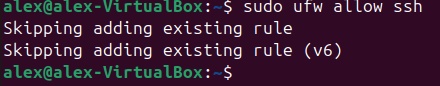 alex@alex-VirtualBox:~$ sudo ufw allow ssh
Skipping adding existing rule
Skipping adding existing rule (v6)
alex@alex-VirtualBox:~$